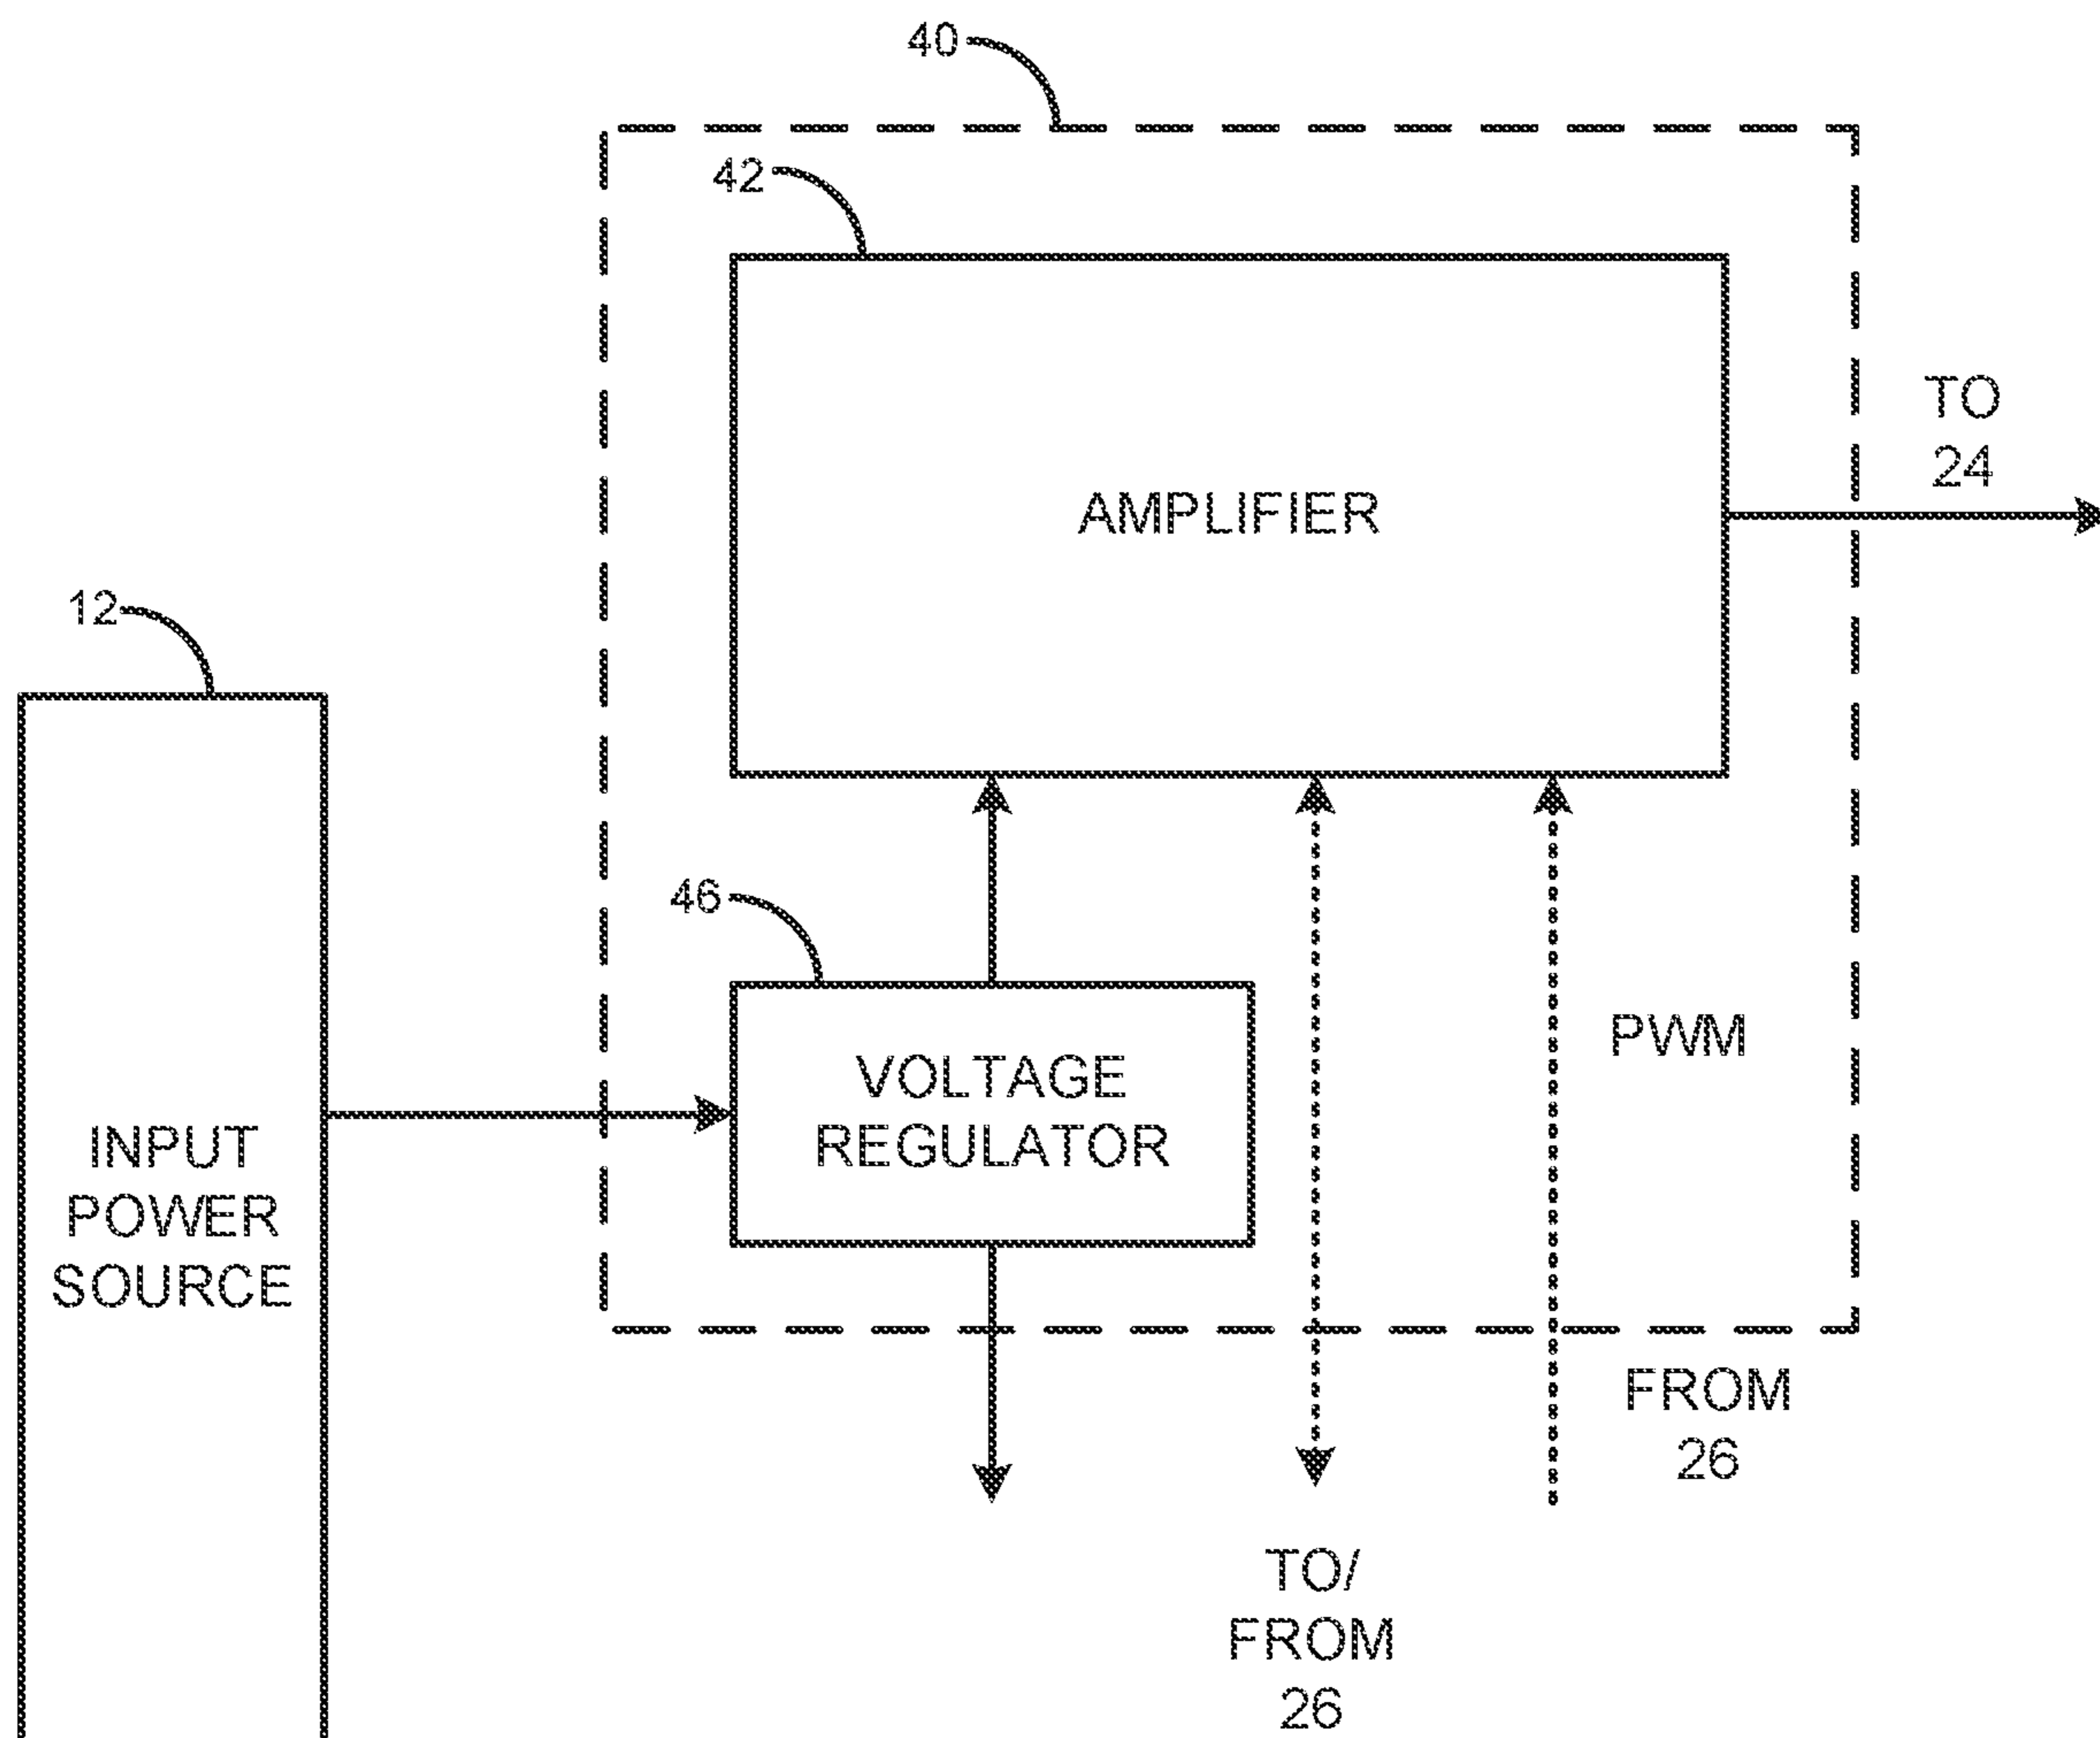 40
42
AMPLIFIER
TO
24
12
46
VOLTAGE
REGULATOR
PWM
INPUT
POWER
SOURCE
FROM
26
TO/
FROM
26